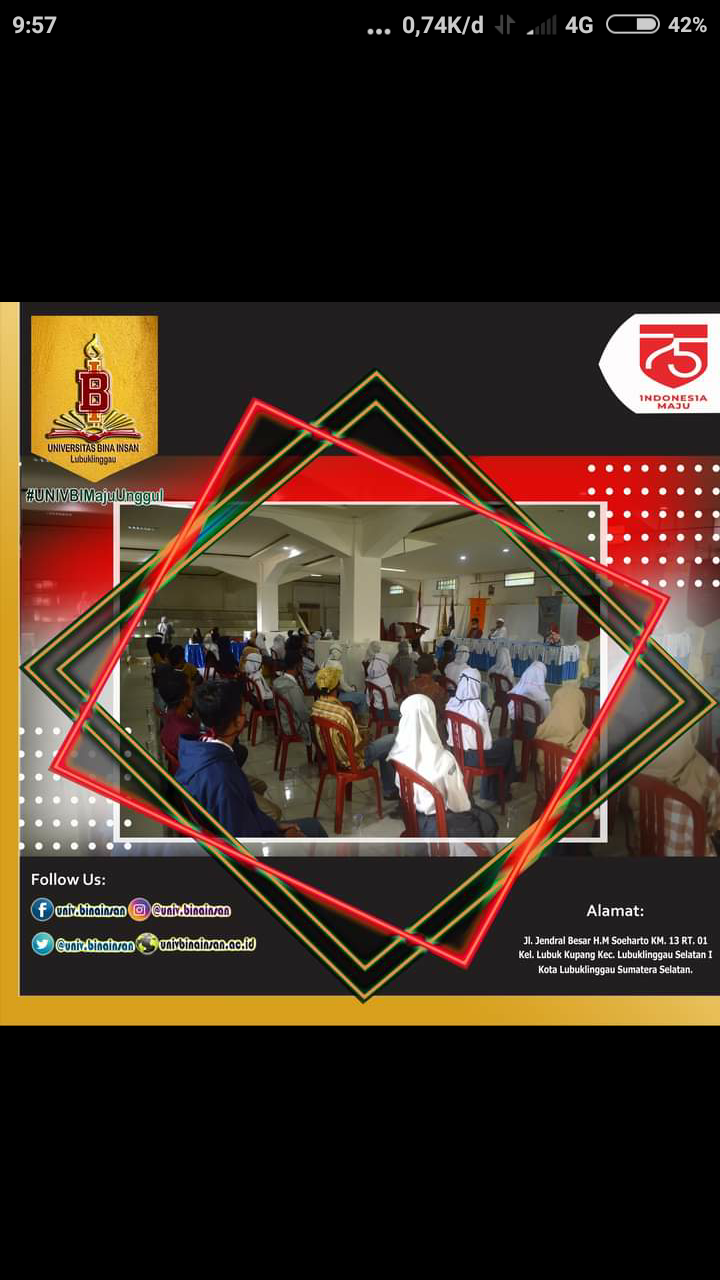 9:57
... 0,74K/d 4G 42%
B
UNIVERSITAS BINA INSAN
Lubuklinggau
75
INDONESIA
MAJU
#UNIVBIMajuUnggul
Follow Us:
univ.binainsan @univ.binainsan
@univ.binainsan univbinainsan.ac.id
Alamat:
Jl. Jendral Besar H.M Soeharto KM. 13 RT. 01
Kel. Lubuk Kupang Kec. Lubuklinggau Selatan I
Kota Lubuklinggau Sumatera Selatan.